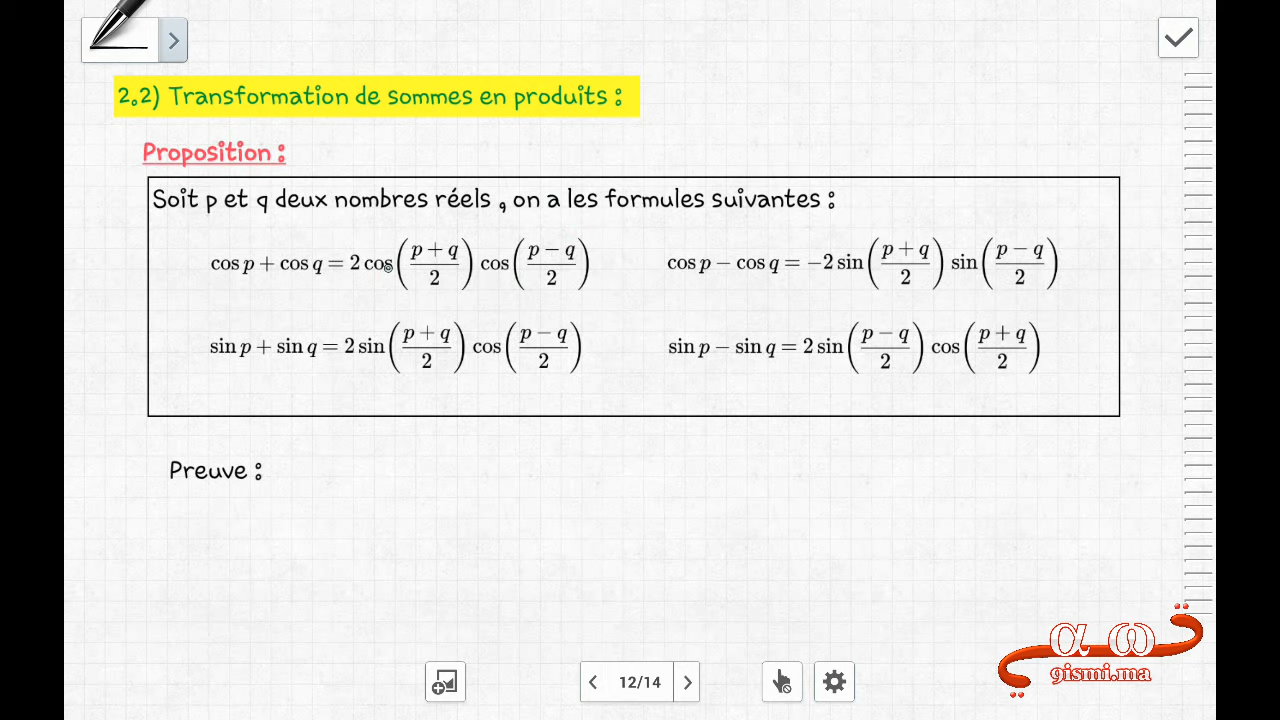 2.2) Transformation de sommes en produits :
Proposition :
Soit p et q deux nombres réels , on a les formules suivantes :
cos p + cos q = 2 cos((p + q)/2) cos((p − q)/2)
cos p − cos q = −2 sin((p + q)/2) sin((p − q)/2)
sin p + sin q = 2 sin((p + q)/2) cos((p − q)/2)
sin p − sin q = 2 sin((p − q)/2) cos((p + q)/2)
Preuve :
12/14
α ω
gismi.ma